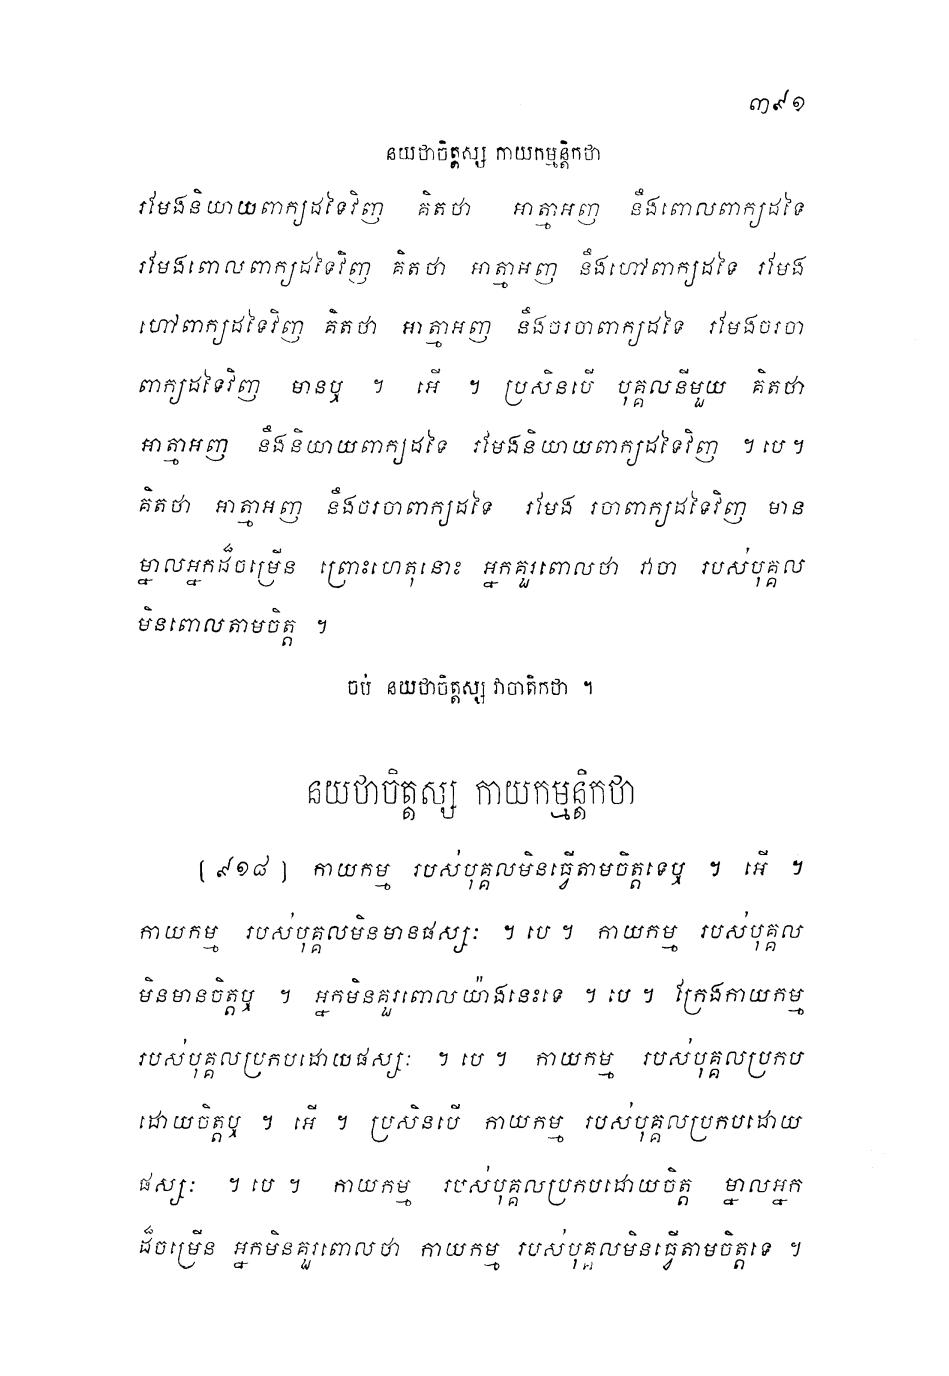 ៣៩១
នយថាចិត្តស្ស កាយកម្មន្តិកថា
រមែងនិយាយពាក្យដទៃវិញ គិតថា អាត្មាអញ នឹងពោលពាក្យដទៃ
រមែងពោលពាក្យដទៃវិញ គិតថា អាត្មាអញ នឹងហៅពាក្យដទៃ រមែង
ហៅពាក្យដទៃវិញ គិតថា អាត្មាអញ នឹងចរចាពាក្យដទៃ រមែងចរចា
ពាក្យដទៃវិញ មានឬ ។ អើ ។ ប្រសិនបើ បុគ្គលនីមួយ គិតថា
អាត្មាអញ នឹងនិយាយពាក្យដទៃ រមែងនិយាយពាក្យដទៃវិញ ។ បេ ។
គិតថា អាត្មាអញ នឹងចរចាពាក្យដទៃ រមែង រចាពាក្យដទៃវិញ មាន
ម្នាលអ្នកដ៏ចម្រើន ព្រោះហេតុនោះ អ្នកគួរពោលថា វាចា របស់បុគ្គល
មិនពោលតាមចិត្ត ។
ចប់ នយថាចិត្តស្ស វាចាតិកថា ។
នយថាចិត្តស្ស កាយកម្មន្តិកថា
[៩១៨] កាយកម្ម របស់បុគ្គលមិនធ្វើតាមចិត្តទេឬ ។ អើ ។
កាយកម្ម របស់បុគ្គលមិនមានផស្សៈ ។ បេ ។ កាយកម្ម របស់បុគ្គល
មិនមានចិត្តឬ ។ អ្នកមិនគួរពោលយ៉ាងនេះទេ ។ បេ ។ ក្រែងកាយកម្ម
របស់បុគ្គលប្រកបដោយផស្សៈ ។ បេ ។ កាយកម្ម របស់បុគ្គលប្រកប
ដោយចិត្តឬ ។ អើ ។ ប្រសិនបើ កាយកម្ម របស់បុគ្គលប្រកបដោយ
ផស្សៈ ។ បេ ។ កាយកម្ម របស់បុគ្គលប្រកបដោយចិត្ត ម្នាលអ្នក
ដ៏ចម្រើន អ្នកមិនគួរពោលថា កាយកម្ម របស់បុគ្គលមិនធ្វើតាមចិត្តទេ ។